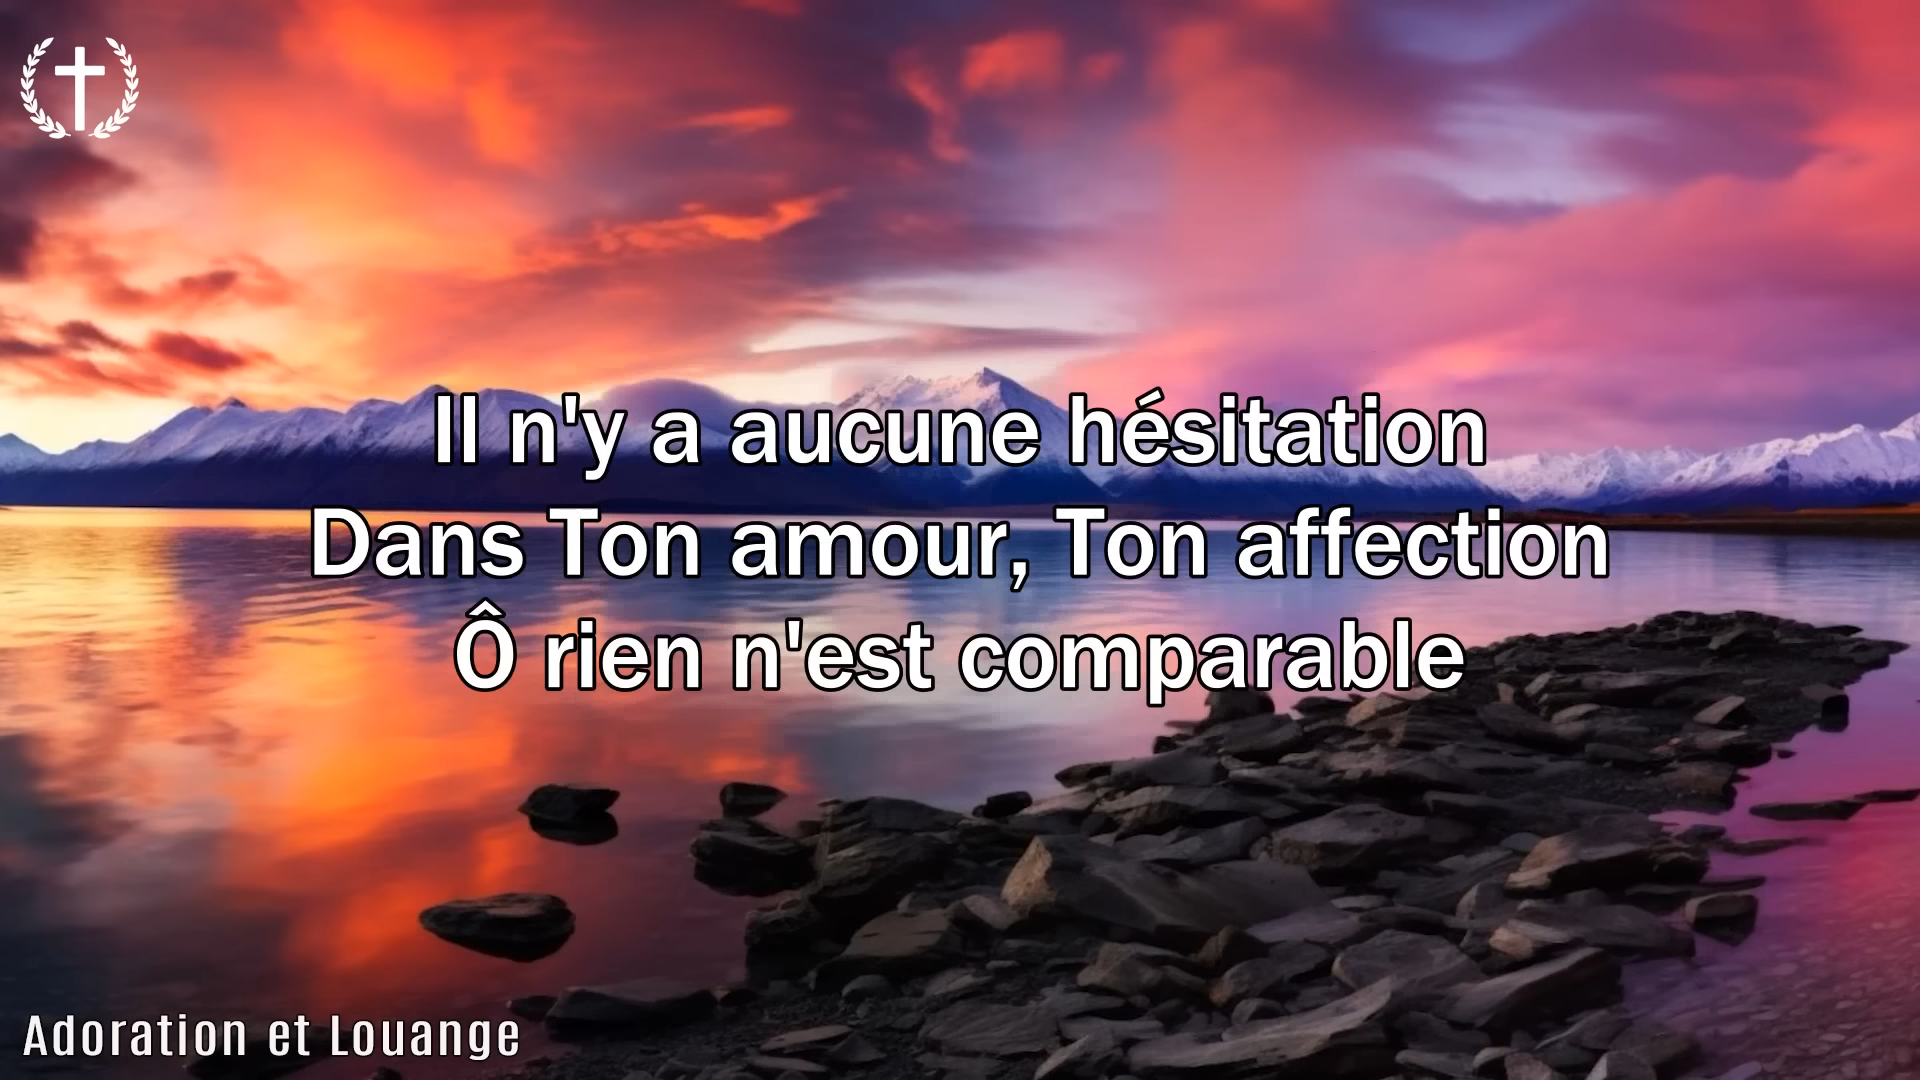 Il n'y a aucune hésitation
Dans Ton amour, Ton affection
Ô rien n'est comparable
Adoration et Louange